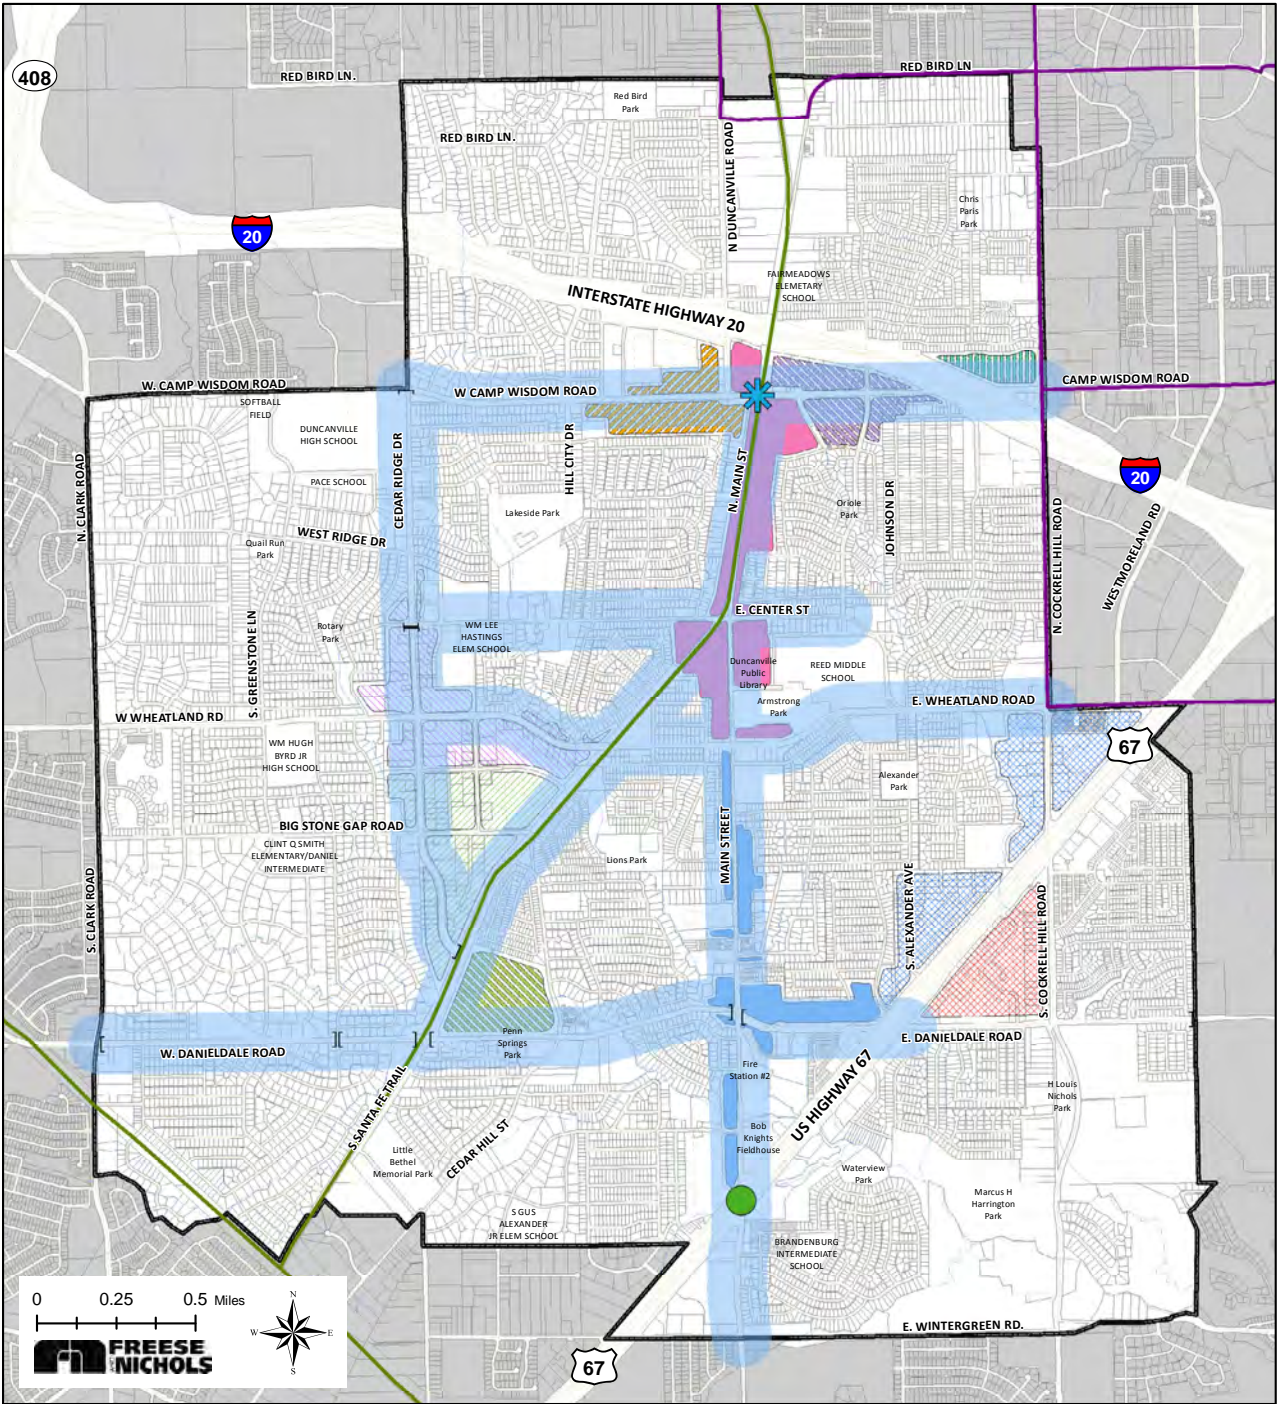 RED BIRD LN.
RED BIRD LN
408
Red Bird
Park
RED BIRD LN.
N DUNCANVILLE ROAD
Chris
Paris
Park
20
FAIRMEADOWS
ELEMETARY
SCHOOL
INTERSTATE HIGHWAY 20
W. CAMP WISDOM ROAD
W CAMP WISDOM ROAD
CAMP WISDOM ROAD
SOFTBALL
FIELD
DUNCANVILLE
HIGH SCHOOL
N. CLARK ROAD
CEDAR RIDGE DR
HILL CITY DR
N. MAIN ST
20
PACE SCHOOL
Lakeside Park
Oriole
Park
JOHNSON DR
N. COCKRELL HILL ROAD
WESTMORELAND RD
WEST RIDGE DR
Quail Run
Park
E. CENTER ST
S. GREENSTONE LN
Rotary
Park
WM LEE
HASTINGS
ELEM SCHOOL
Duncanville
Public
Library
REED MIDDLE
SCHOOL
Armstrong
Park
E. WHEATLAND ROAD
W WHEATLAND RD
WM HUGH
BYRD JR
HIGH SCHOOL
67
Alexander
Park
BIG STONE GAP ROAD
CLINT Q SMITH
ELEMENTARY/DANIEL
INTERMEDIATE
Lions Park
MAIN STREET
S. CLARK ROAD
S. ALEXANDER AVE
S. COCKRELL HILL ROAD
W. DANIELDALE ROAD
Penn
Springs
Park
E. DANIELDALE ROAD
Fire
Station #2
US HIGHWAY 67
H Louis
Nichols
Park
S. SANTA FE TRAIL
Little
Bethel
Memorial Park
CEDAR HILL ST
Bob
Knights
Fieldhouse
Waterview
Park
Marcus H
Harrington
Park
S GUS
ALEXANDER
JR ELEM SCHOOL
BRANDENBURG
INTERMEDIATE
SCHOOL
0 0.25 0.5 Miles
N
W E
S
FREESE
AND NICHOLS
67
E. WINTERGREEN RD.